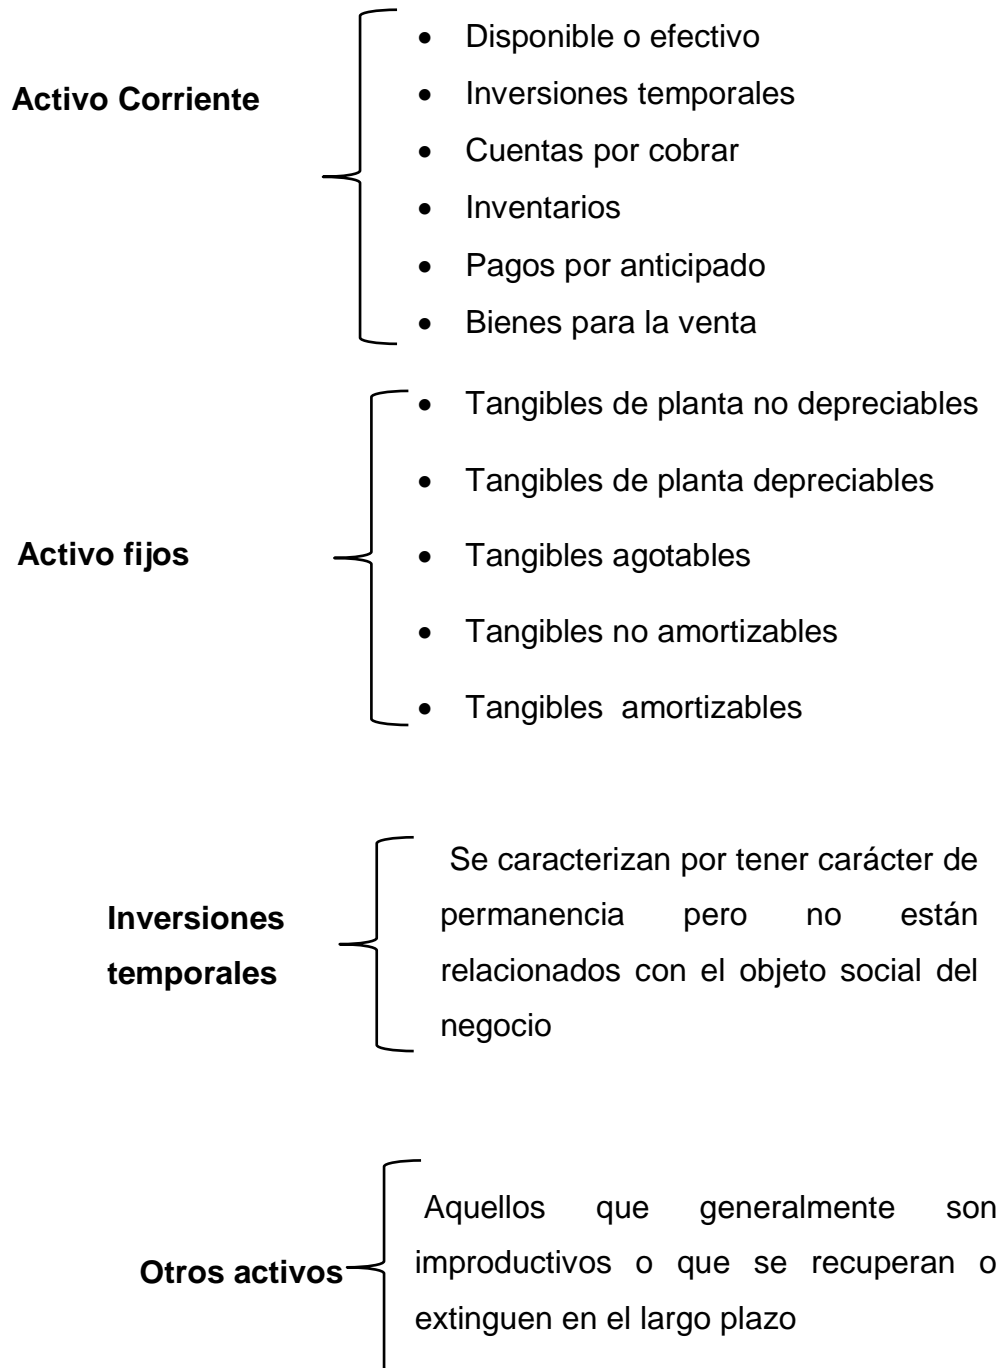 Activo Corriente
• Disponible o efectivo
• Inversiones temporales
• Cuentas por cobrar
• Inventarios
• Pagos por anticipado
• Bienes para la venta
Activo fijos
• Tangibles de planta no depreciables
• Tangibles de planta depreciables
• Tangibles agotables
• Tangibles no amortizables
• Tangibles  amortizables
Inversiones
temporales
Se caracterizan por tener carácter de
permanencia pero no están
relacionados con el objeto social del
negocio
Otros activos
Aquellos que generalmente son
improductivos o que se recuperan o
extinguen en el largo plazo